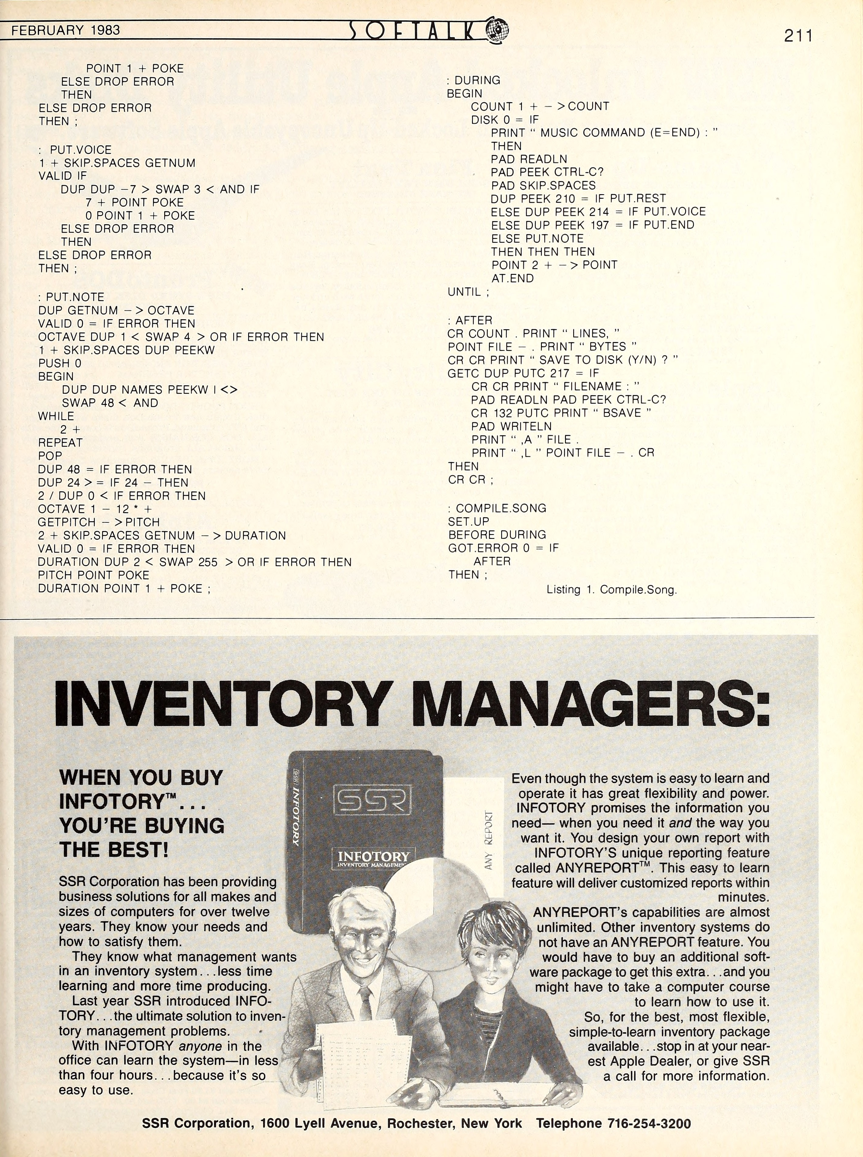 FEBRUARY 1983
SOFTALK
211
POINT 1 + POKE
ELSE DROP ERROR
THEN
ELSE DROP ERROR
THEN ;
: PUT.VOICE
1 + SKIP.SPACES GETNUM
VALID IF
DUP DUP −7 > SWAP 3 < AND IF
7 + POINT POKE
0 POINT 1 + POKE
ELSE DROP ERROR
THEN
ELSE DROP ERROR
THEN ;
: PUT.NOTE
DUP GETNUM − > OCTAVE
VALID 0 = IF ERROR THEN
OCTAVE DUP 1 < SWAP 4 > OR IF ERROR THEN
1 + SKIP.SPACES DUP PEEKW
PUSH 0
BEGIN
DUP DUP NAMES PEEKW I <>
SWAP 48 < AND
WHILE
2 +
REPEAT
POP
DUP 48 = IF ERROR THEN
DUP 24 > = IF 24 − THEN
2 / DUP 0 < IF ERROR THEN
OCTAVE 1 − 12 * +
GETPITCH − > PITCH
2 + SKIP.SPACES GETNUM − > DURATION
VALID 0 = IF ERROR THEN
DURATION DUP 2 < SWAP 255 > OR IF ERROR THEN
PITCH POINT POKE
DURATION POINT 1 + POKE ;
: DURING
BEGIN
COUNT 1 + − > COUNT
DISK 0 = IF
PRINT " MUSIC COMMAND (E=END) : "
THEN
PAD READLN
PAD PEEK CTRL-C?
PAD SKIP.SPACES
DUP PEEK 210 = IF PUT.REST
ELSE DUP PEEK 214 = IF PUT.VOICE
ELSE DUP PEEK 197 = IF PUT.END
ELSE PUT.NOTE
THEN THEN THEN
POINT 2 + − > POINT
AT.END
UNTIL ;
: AFTER
CR COUNT . PRINT " LINES, "
POINT FILE − . PRINT " BYTES "
CR CR PRINT " SAVE TO DISK (Y/N) ? "
GETC DUP PUTC 217 = IF
CR CR PRINT " FILENAME : "
PAD READLN PAD PEEK CTRL-C?
CR 132 PUTC PRINT " BSAVE "
PAD WRITELN
PRINT " ,A " FILE .
PRINT " ,L " POINT FILE − . CR
THEN
CR CR ;
: COMPILE.SONG
SET.UP
BEFORE DURING
GOT.ERROR 0 = IF
AFTER
THEN ;
Listing 1. Compile.Song.
INVENTORY MANAGERS:
WHEN YOU BUY
INFOTORY™...
YOU'RE BUYING
THE BEST!
SSR Corporation has been providing
business solutions for all makes and
sizes of computers for over twelve
years. They know your needs and
how to satisfy them.
They know what management wants
in an inventory system...less time
learning and more time producing.
Last year SSR introduced INFO-
TORY...the ultimate solution to inven-
tory management problems.
With INFOTORY anyone in the
office can learn the system—in less
than four hours...because it's so
easy to use.
INFOTORY
SSR
INFOTORY
INVENTORY MANAGEMENT
ANY REPORT
Even though the system is easy to learn and
operate it has great flexibility and power.
INFOTORY promises the information you
need— when you need it and the way you
want it. You design your own report with
INFOTORY'S unique reporting feature
called ANYREPORT™. This easy to learn
feature will deliver customized reports within
minutes.
ANYREPORT's capabilities are almost
unlimited. Other inventory systems do
not have an ANYREPORT feature. You
would have to buy an additional soft-
ware package to get this extra...and you
might have to take a computer course
to learn how to use it.
So, for the best, most flexible,
simple-to-learn inventory package
available...stop in at your near-
est Apple Dealer, or give SSR
a call for more information.
SSR Corporation, 1600 Lyell Avenue, Rochester, New York Telephone 716-254-3200